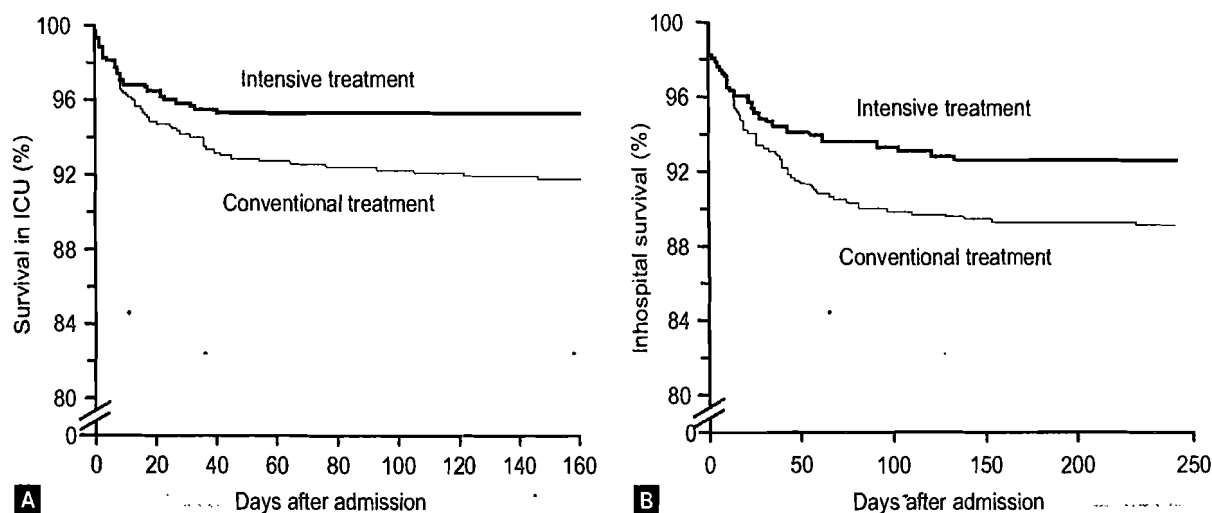 100
96
92
88
84
80
0
Survival in ICU (%)
Intensive treatment
Conventional treatment
0 20 40 60 80 100 120 140 160
Days after admission
A
100
96
92
88
84
80
0
Inhospital survival (%)
Intensive treatment
Conventional treatment
0 50 100 150 200 250
Days after admission
B